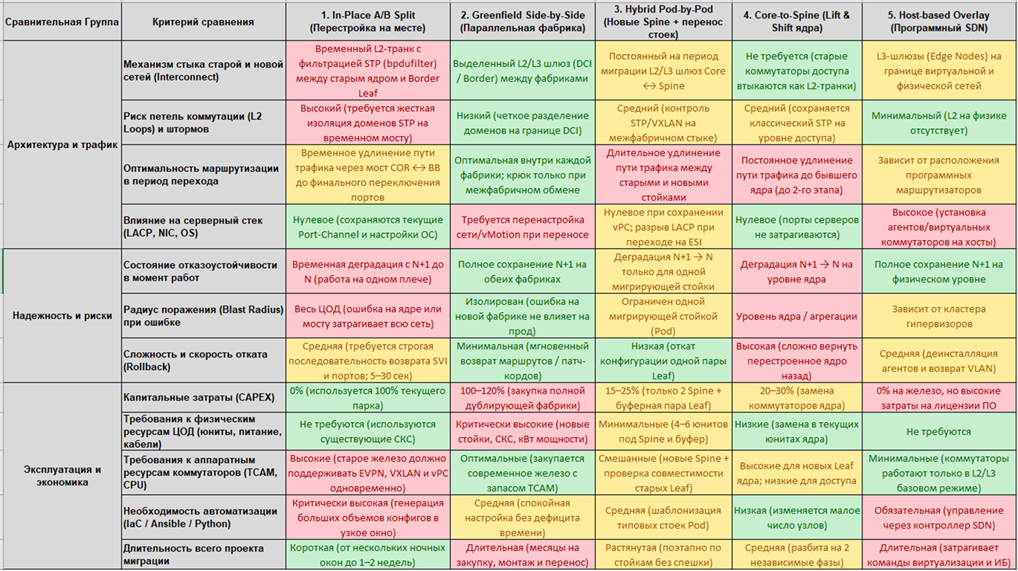 Сравнительная Группа
Критерий сравнения
1. In-Place A/B Split
(Перестройка на месте)
2. Greenfield Side-by-Side
(Параллельная фабрика)
3. Hybrid Pod-by-Pod
(Новые Spine + перенос
стоек)
4. Core-to-Spine (Lift &
Shift ядра)
5. Host-based Overlay
(Программный SDN)
Архитектура и трафик
Механизм стыка старой и новой
сетей (Interconnect)
Временный L2-транк с
фильтрацией STP (bpdufilter)
между старым ядром и Border
Leaf
Выделенный L2/L3 шлюз (DCI
/ Border) между фабриками
Постоянный на период
миграции L2/L3 шлюз Core
↔ Spine
Не требуется (старые
коммутаторы доступа
втыкаются как L2-транки)
L3-шлюзы (Edge Nodes) на
границе виртуальной и
физической сетей
Риск петель коммутации (L2
Loops) и штормов
Высокий (требуется жесткая
изоляция доменов STP на
временном мосту)
Низкий (четкое разделение
доменов на границе DCI)
Средний (контроль
STP/VXLAN на
межфабричном стыке)
Средний (сохраняется
классический STP на
уровне доступа)
Минимальный (L2 на физике
отсутствует)
Оптимальность маршрутизации
в период перехода
Временное удлинение пути
трафика через мост COR ↔ BB
до финального переключения
портов
Оптимальная внутри каждой
фабрики; крюк только при
межфабричном обмене
Длительное удлинение
пути трафика между
старыми и новыми
стойками
Постоянное удлинение
пути трафика до бывшего
ядра (до 2-го этапа)
Зависит от расположения
программных
маршрутизаторов
Влияние на серверный стек
(LACP, NIC, OS)
Нулевое (сохраняются текущие
Port-Channel и настройки ОС)
Требуется перенастройка
сети/vMotion при переносе
Нулевое при сохранении
vPC; разрыв LACP при
переходе на ESI
Нулевое (порты серверов
не затрагиваются)
Высокое (установка
агентов/виртуальных
коммутаторов на хосты)
Надежность и риски
Состояние отказоустойчивости
в момент работ
Временная деградация с N+1 до
N (работа на одном плече)
Полное сохранение N+1 на
обеих фабриках
Деградация N+1 → N
только для одной
мигрирующей стойки
Деградация N+1 → N на
уровне ядра
Полное сохранение N+1 на
физическом уровне
Радиус поражения (Blast Radius)
при ошибке
Весь ЦОД (ошибка на ядре или
мосту затрагивает всю сеть)
Изолирован (ошибка на
новой фабрике не влияет на
прод)
Ограничен одной
мигрирующей стойкой
(Pod)
Уровень ядра / агрегации
Зависит от кластера
гипервизоров
Сложность и скорость отката
(Rollback)
Средняя (требуется строгая
последовательность возврата SVI
и портов; 5–30 сек)
Минимальная (мгновенный
возврат маршрутов / патч-
кордов)
Низкая (откат
конфигурации одной пары
Leaf)
Высокая (сложно вернуть
перестроенное ядро
назад)
Средняя (деинсталляция
агентов и возврат VLAN)
Эксплуатация и
экономика
Капитальные затраты (CAPEX)
0% (используется 100% текущего
парка)
100–120% (закупка полной
дублирующей фабрики)
15–25% (только 2 Spine +
буферная пара Leaf)
20–30% (замена
коммутаторов ядра)
0% на железо, но высокие
затраты на лицензии ПО
Требования к физическим
ресурсам ЦОД (юниты, питание,
кабели)
Не требуются (используются
существующие СКС)
Критически высокие (новые
стойки, СКС, кВт мощности)
Минимальные (4–6 юнитов
под Spine и буфер)
Низкие (замена в текущих
юнитах ядра)
Не требуются
Требования к аппаратным
ресурсам коммутаторов (TCAM,
CPU)
Высокие (старое железо должно
поддерживать EVPN, VXLAN и vPC
одновременно)
Оптимальные (закупается
современное железо с
запасом TCAM)
Смешанные (новые Spine +
проверка совместимости
старых Leaf)
Высокие для новых Leaf
ядра; низкие для доступа
Минимальные (коммутаторы
работают только в L2/L3
базовом режиме)
Необходимость автоматизации
(IaC / Ansible / Python)
Критически высокая (генерация
больших объемов конфигов в
узкое окно)
Средняя (спокойная
настройка без дефицита
времени)
Средняя (шаблонизация
типовых стоек Pod)
Низкая (изменяется малое
число узлов)
Обязательная (управление
через контроллер SDN)
Длительность всего проекта
миграции
Короткая (от нескольких ночных
окон до 1–2 недель)
Длительная (месяцы на
закупку, монтаж и перенос)
Растянутая (поэтапно по
стойкам без спешки)
Средняя (разбита на 2
независимые фазы)
Длительная (затрагивает
команды виртуализации и ИБ)